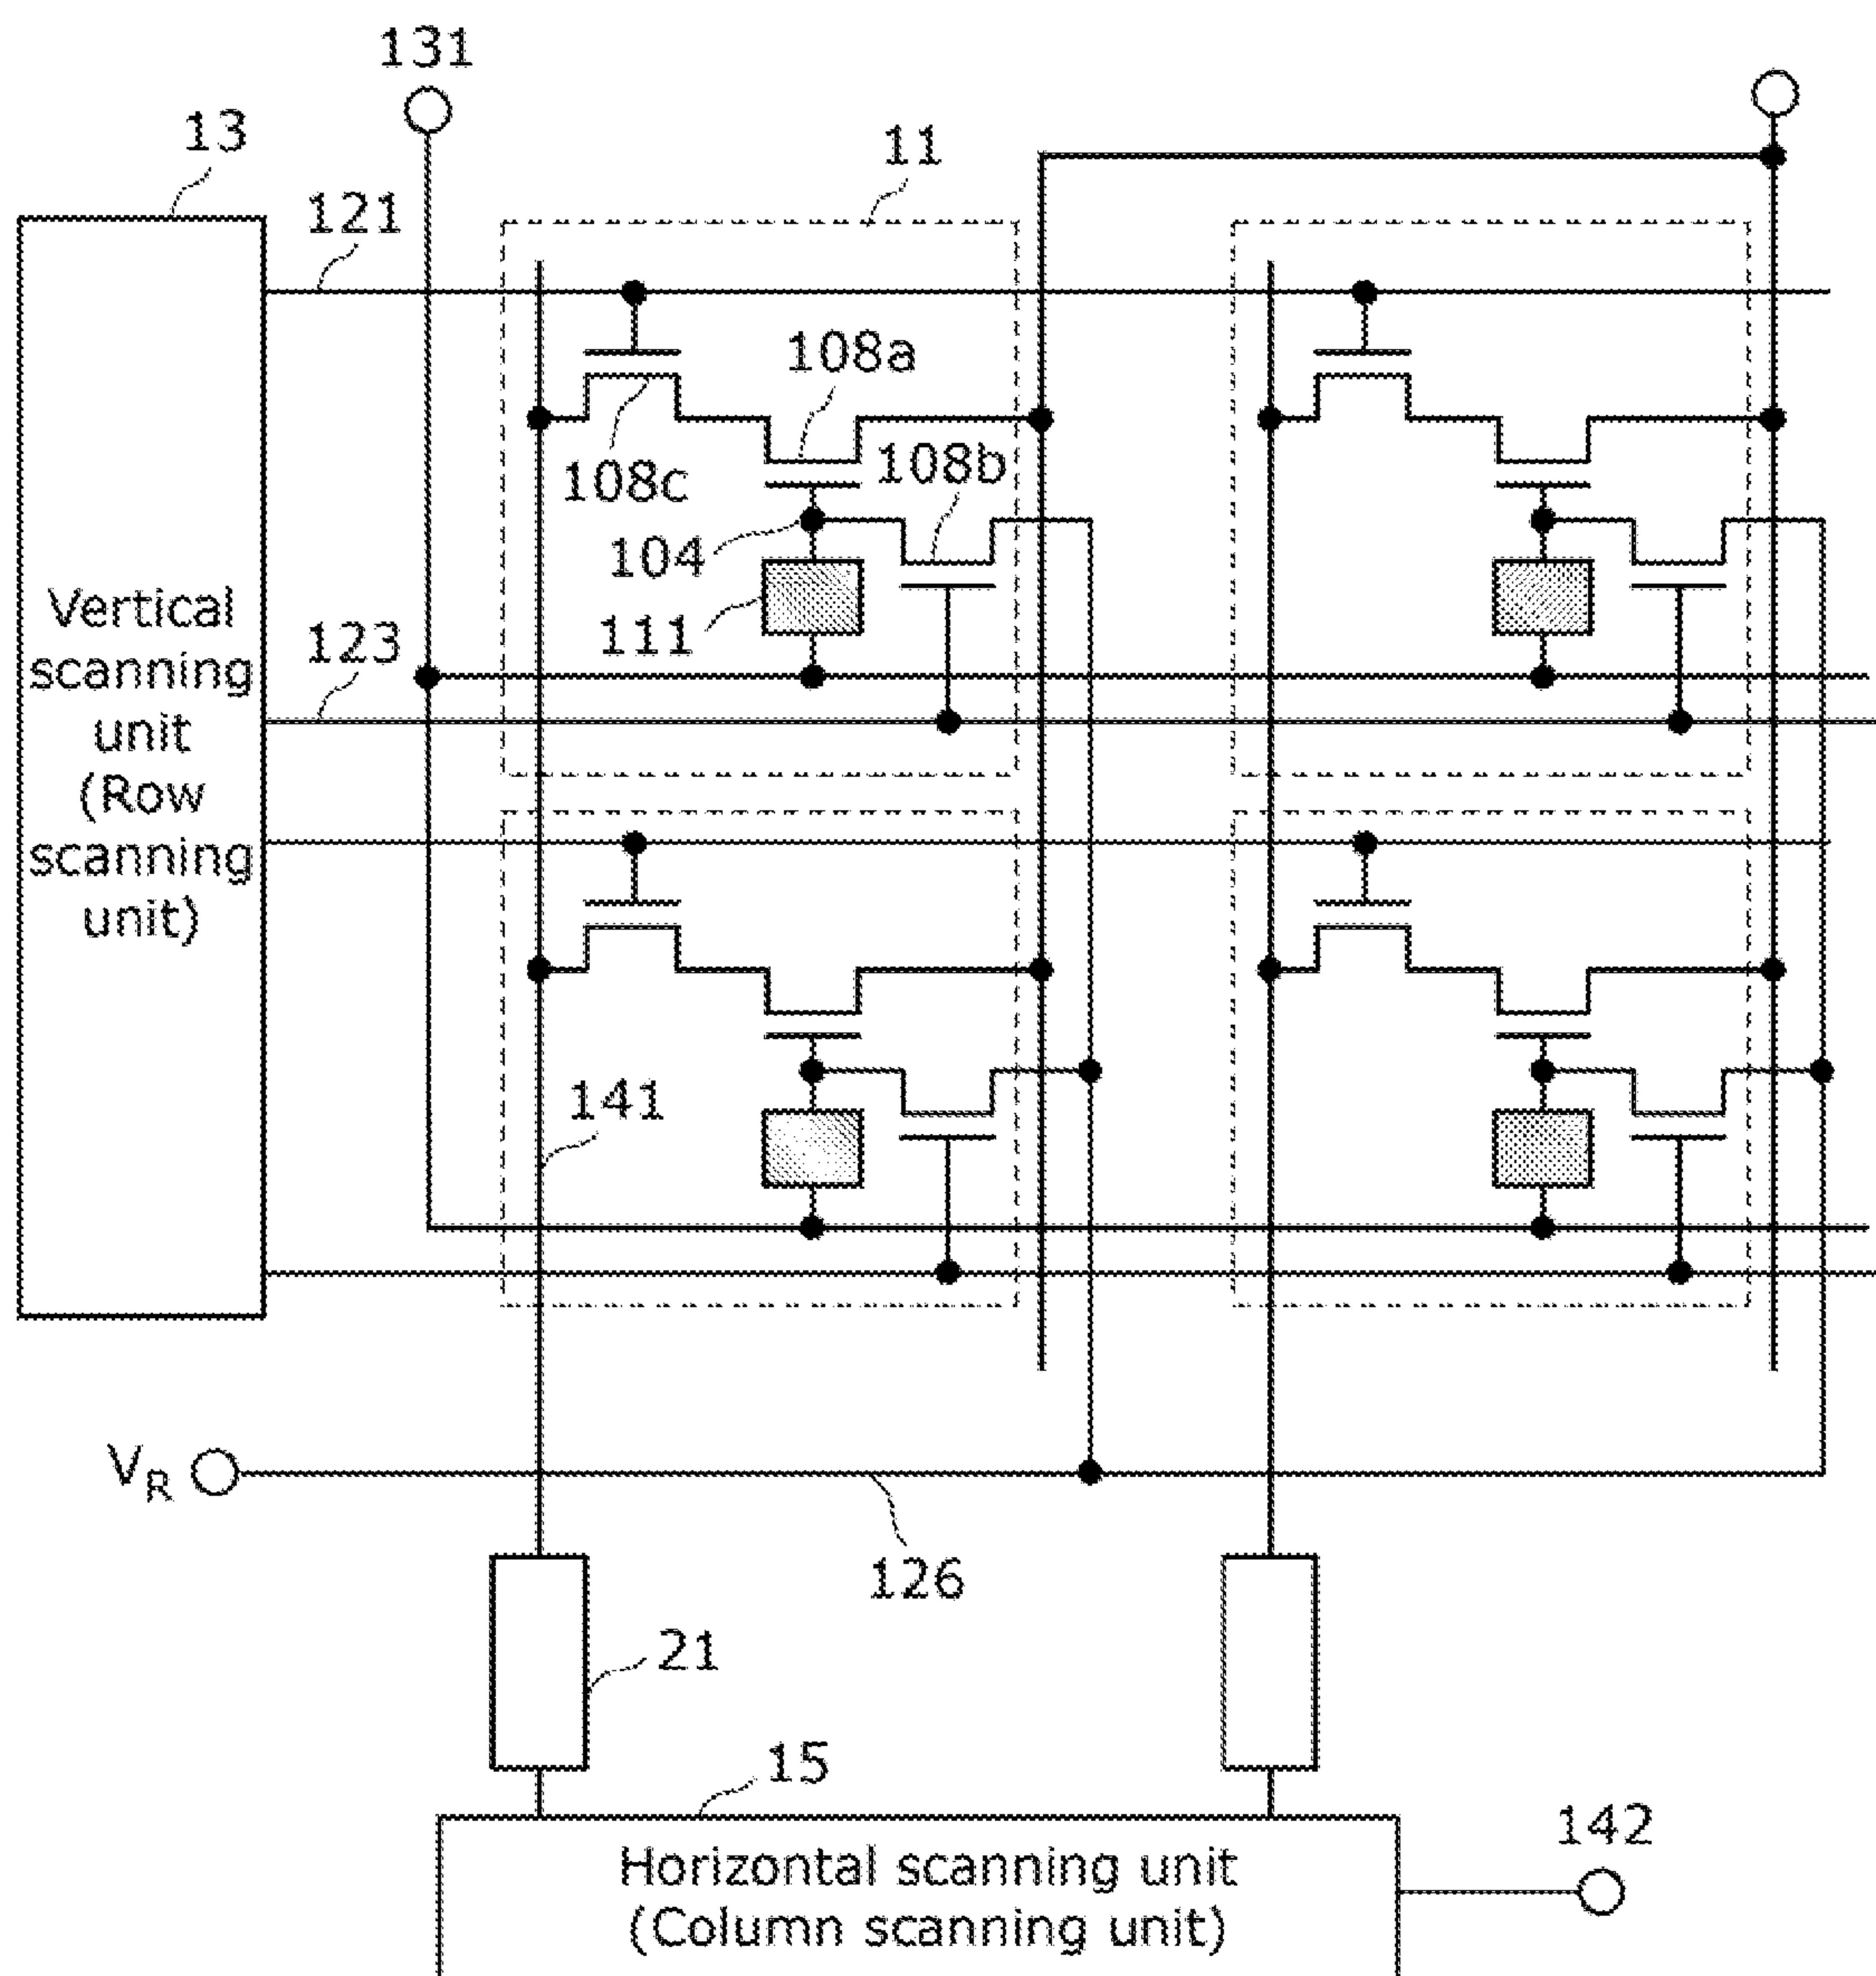 131
13
11
121
108a
108c
108b
104
111
123
Vertical
scanning
unit
(Row
scanning
unit)
141
VR
126
21
15
142
Horizontal scanning unit
(Column scanning unit)